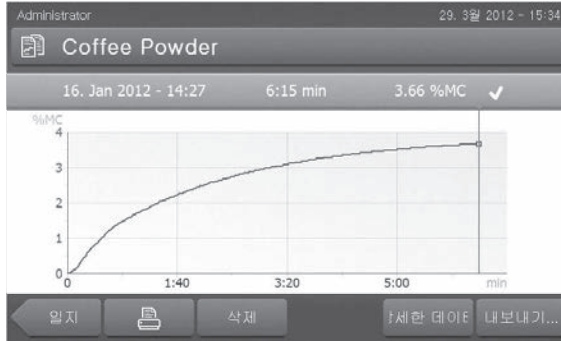 Administrator 29. 3월 2012 - 15:34
Coffee Powder
16. Jan 2012 - 14:27 6:15 min 3.66 %MC
%MC
4
3
2
1
0
0 1:40 3:20 5:00 min
일지 삭제 데이터 내보내기...